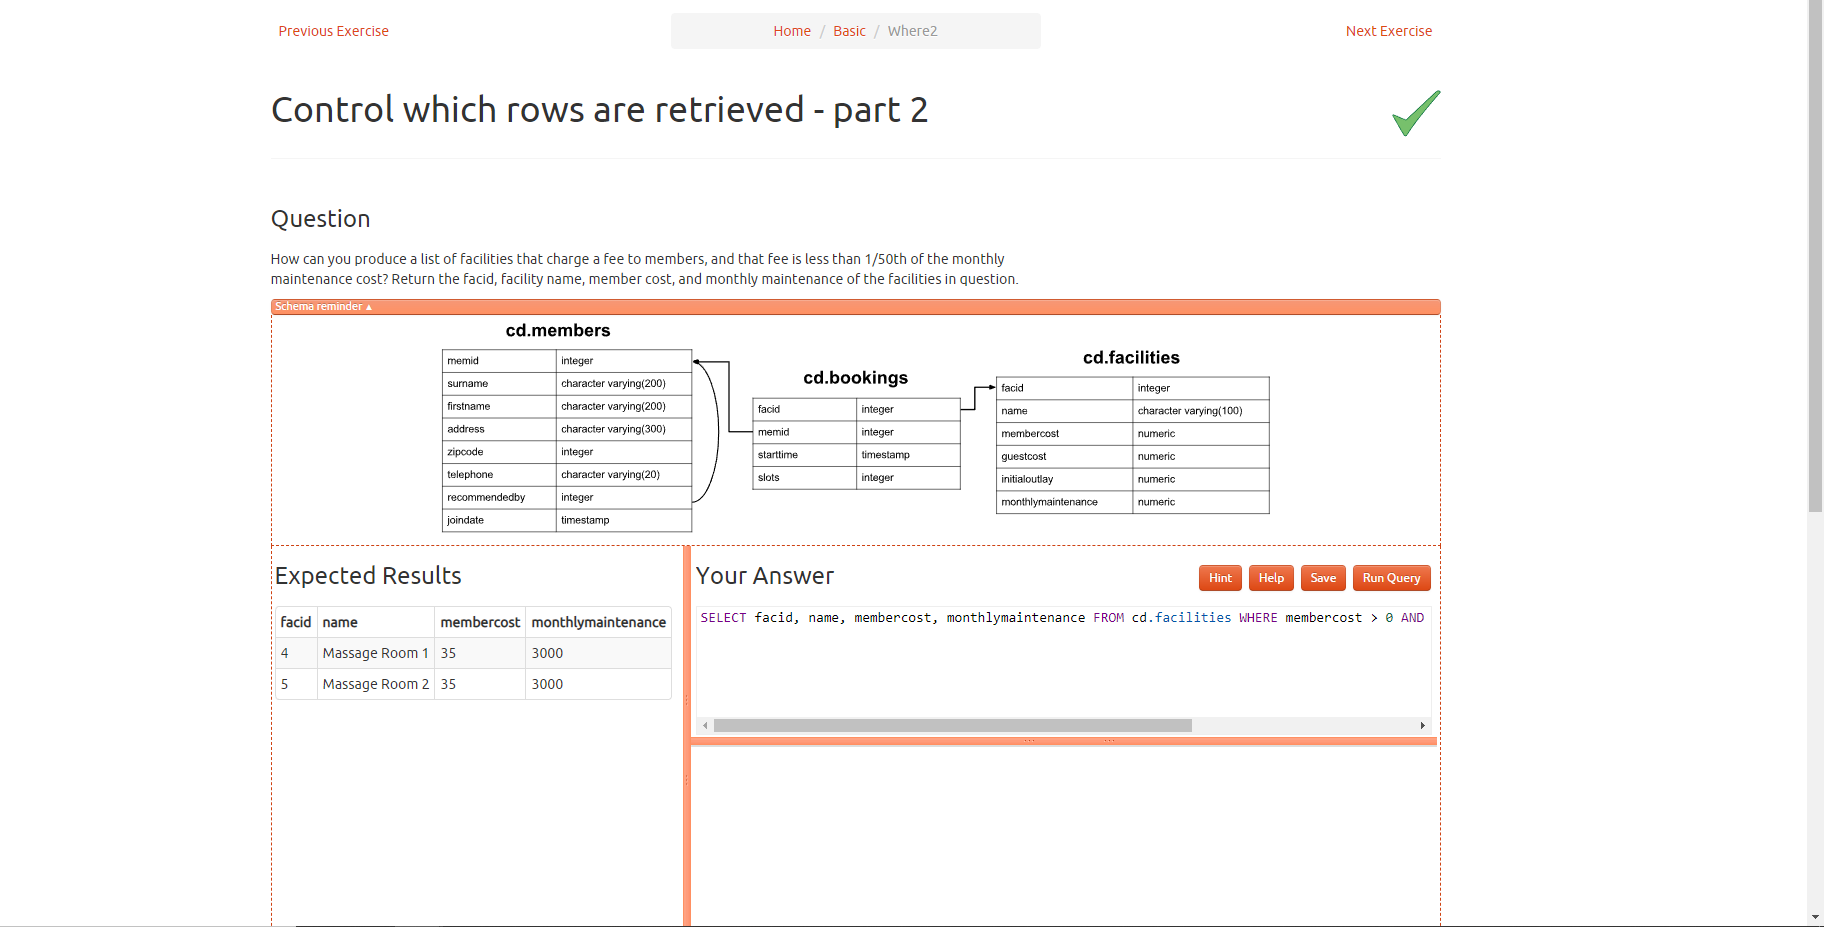 Previous Exercise
Home / Basic / Where2
Next Exercise
Control which rows are retrieved - part 2
Question
How can you produce a list of facilities that charge a fee to members, and that fee is less than 1/50th of the monthly
maintenance cost? Return the facid, facility name, member cost, and monthly maintenance of the facilities in question.
Schema reminder ▲
cd.members
memid integer
surname character varying(200)
firstname character varying(200)
address character varying(300)
zipcode integer
telephone character varying(20)
recommendedby integer
joindate timestamp
cd.bookings
facid integer
memid integer
starttime timestamp
slots integer
cd.facilities
facid integer
name character varying(100)
membercost numeric
guestcost numeric
initialoutlay numeric
monthlymaintenance numeric
Expected Results
facid name membercost monthlymaintenance
4 Massage Room 1 35 3000
5 Massage Room 2 35 3000
Your Answer
Hint Help Save Run Query
SELECT facid, name, membercost, monthlymaintenance FROM cd.facilities WHERE membercost > 0 AND